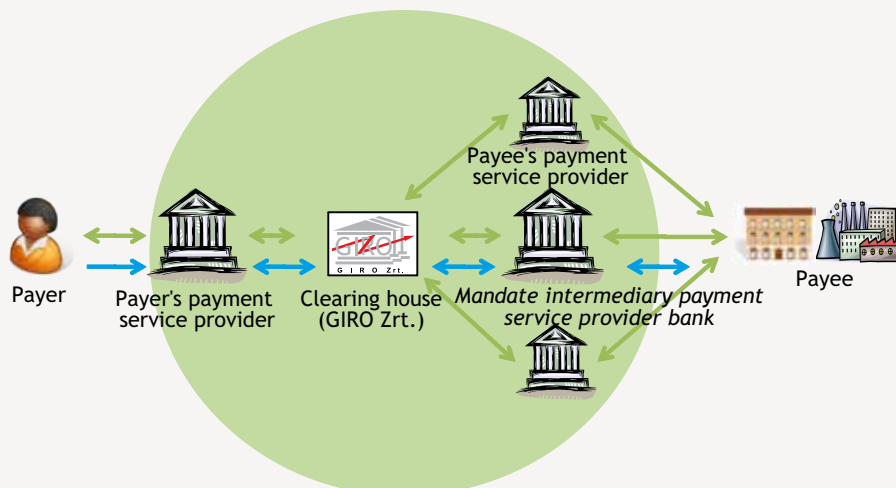 Payee's payment
service provider
GIRO
G I R O Zrt.
Payer
Payer's payment
service provider
Clearing house
(GIRO Zrt.)
Mandate intermediary payment
service provider bank
Payee